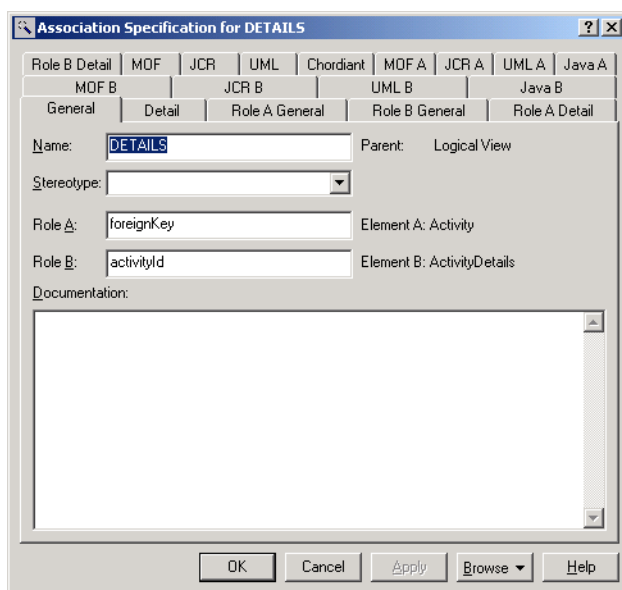 Association Specification for DETAILS
Role B Detail MOF JCR UML Chordiant MOF A JCR A UML A Java A
MOF B JCR B UML B Java B
General Detail Role A General Role B General Role A Detail
Name: DETAILS Parent: Logical View
Stereotype:
Role A: foreignKey Element A: Activity
Role B: activityId Element B: ActivityDetails
Documentation:
OK Cancel Apply Browse Help